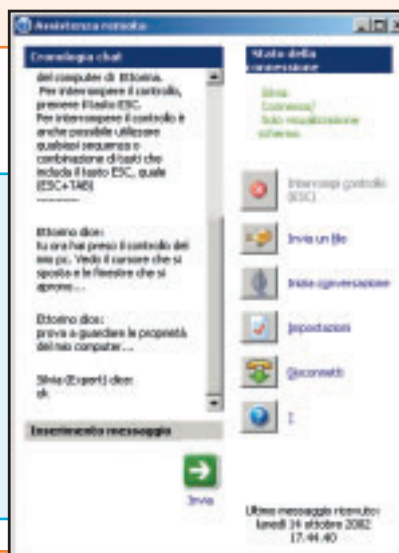 Assistenza remota
Cronologia chat
del computer di Ettorina.
Per interrompere il controllo,
premere il tasto ESC.
Per interrompere il controllo è
anche possibile utilizzare
qualsiasi sequenza o
combinazione di tasti che
includa il tasto ESC, quale
(ESC+TAB)
----------
Ettorino dice:
tu ora hai preso il controllo del
mio pc. Vedo il cursore che si
sposta e le finestre che si
aprono...
Ettorino dice:
prova a guardare le proprietà
del mio computer...
Silvia (Expert) dice:
ok
Inserimento messaggio
Invia
Stato della
connessione
Silvia
Connesso/
Solo visualizzazione
schermo
Interrompi controllo
(ESC)
Invia un file
Inizia conversazione
Impostazioni
Disconnetti
?
Ultimo messaggio ricevuto:
lunedì 14 ottobre 2002
17.44.40